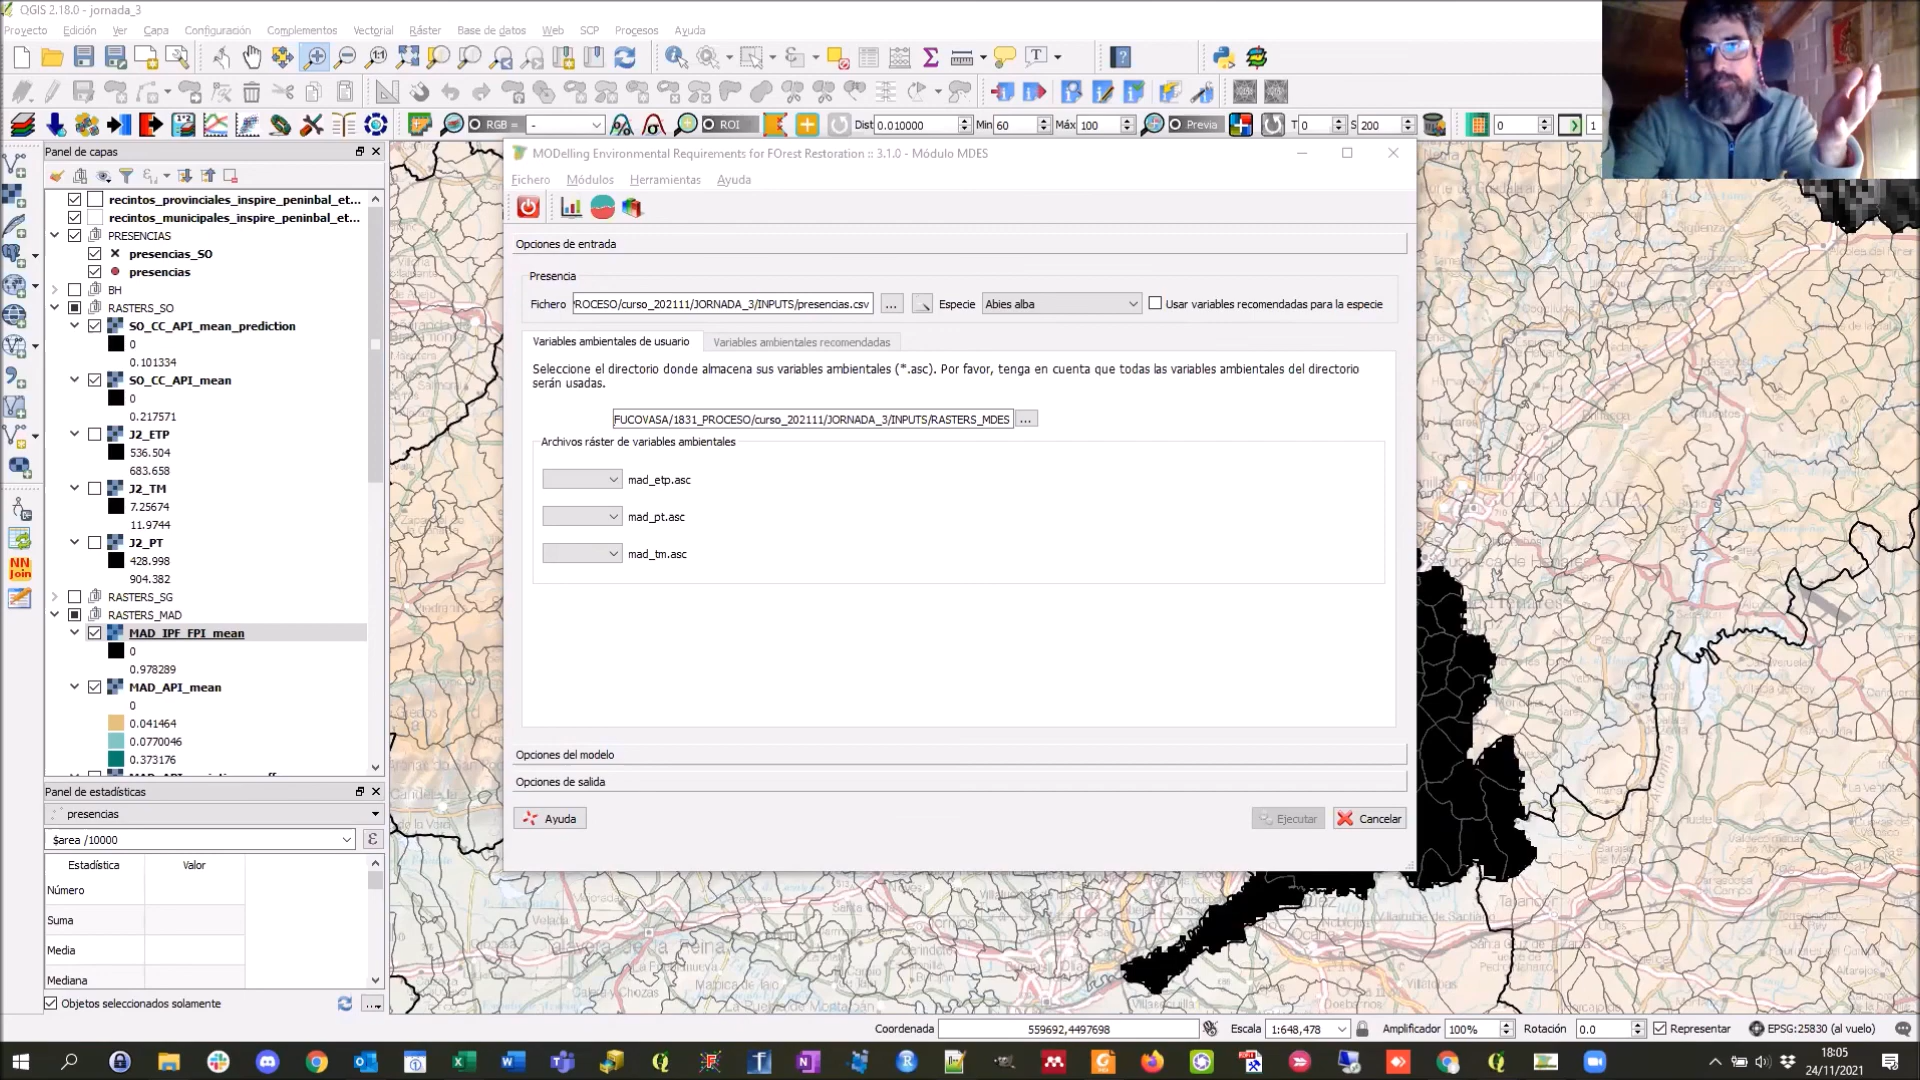 QGIS 2.18.0 - jornada_3
Proyecto Edición Ver Capa Configuración Complementos Vectorial Ráster Base de datos Web SCP Procesos Ayuda
RGB = - ROI Dist 0.010000 Min 60 Máx 100 Previa T 0 S 200 0 1
Panel de capas
recintos_provinciales_inspire_peninbal_et...
recintos_municipales_inspire_peninbal_et...
PRESENCIAS
presencias_SO
presencias
BH
RASTERS_SO
SO_CC_API_mean_prediction
0
0.101334
SO_CC_API_mean
0
0.217571
J2_ETP
536.504
683.658
J2_TM
7.25674
11.9744
J2_PT
428.998
904.382
RASTERS_SG
RASTERS_MAD
MAD_IPF_FPI_mean
0
0.978289
MAD_API_mean
0
0.041464
0.0770046
0.373176
Panel de estadísticas
presencias
$area /10000
Estadística Valor
Número
Suma
Media
Mediana
Objetos seleccionados solamente
MODelling Environmental Requirements for FOrest Restoration :: 3.1.0 - Módulo MDES
Fichero Módulos Herramientas Ayuda
Opciones de entrada
Presencia
Fichero ROCESO/curso_202111/JORNADA_3/INPUTS/presencias.csv ... Especie Abies alba Usar variables recomendadas para la especie
Variables ambientales de usuario Variables ambientales recomendadas
Seleccione el directorio donde almacena sus variables ambientales (*.asc). Por favor, tenga en cuenta que todas las variables ambientales del directorio
serán usadas.
FUCOVASA/1831_PROCESO/curso_202111/JORNADA_3/INPUTS/RASTERS_MDES ...
Archivos ráster de variables ambientales
mad_etp.asc
mad_pt.asc
mad_tm.asc
Opciones del modelo
Opciones de salida
Ayuda Ejecutar Cancelar
Coordenada 559692,4497698 Escala 1:648,478 Amplificador 100% Rotación 0.0 Representar EPSG:25830 (al vuelo)
NN
Join
18:05
24/11/2021